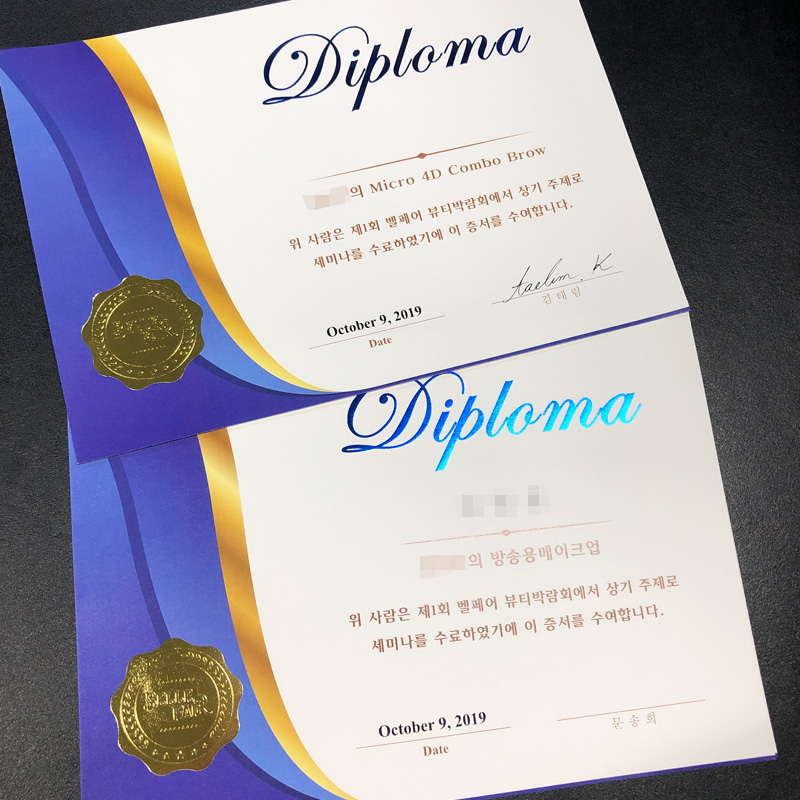 Diploma
의 Micro 4D Combo Brow
위 사람은 제1회 벨페어 뷰티박람회에서 상기 주제로
세미나를 수료하였기에 이 증서를 수여합니다.
taelim. K
October 9, 2019
김태림
Date
Diploma
의 방송용메이크업
위 사람은 제1회 벨페어 뷰티박람회에서 상기 주제로
세미나를 수료하였기에 이 증서를 수여합니다.
BELLE
FAIR
October 9, 2019
문송희
Date